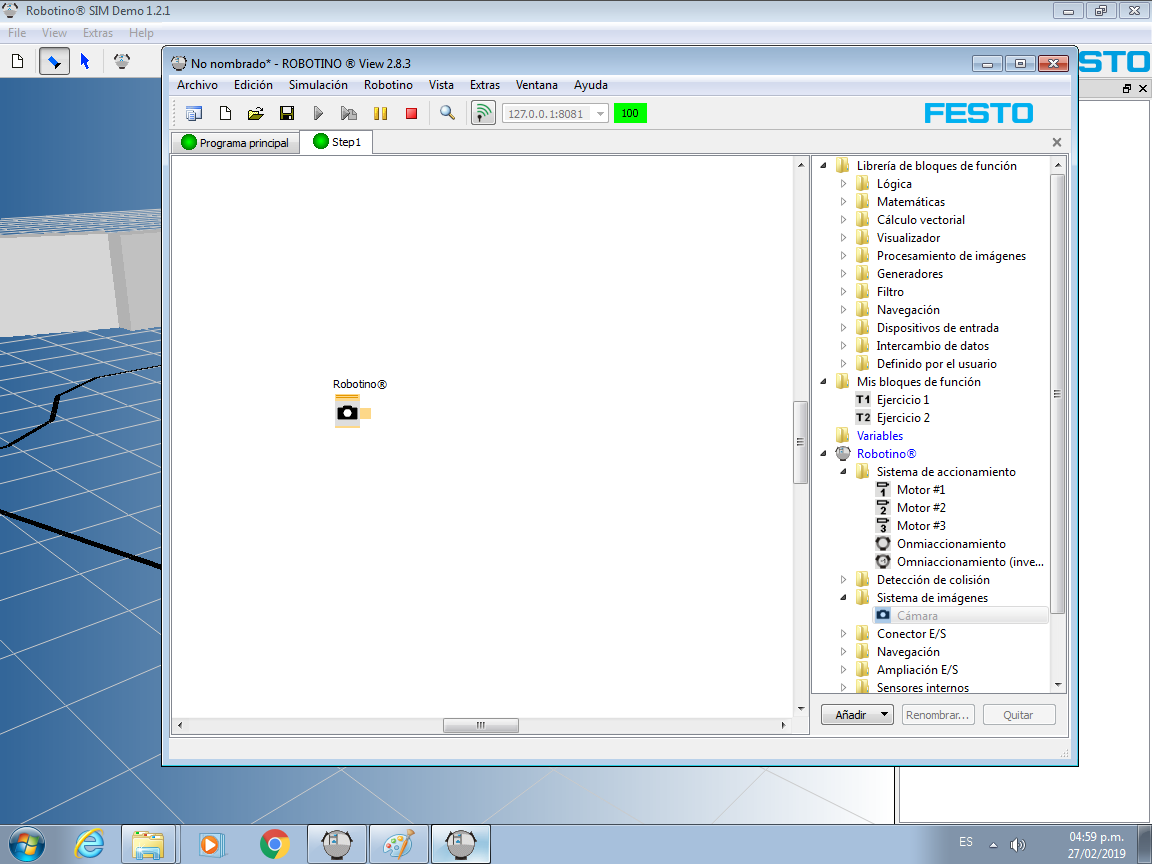 Robotino® SIM Demo 1.2.1
File View Extras Help
STO
No nombrado* - ROBOTINO ® View 2.8.3
Archivo Edición Simulación Robotino Vista Extras Ventana Ayuda
127.0.0.1:8081 100
FESTO
Programa principal Step1
Robotino®
Librería de bloques de función
Lógica
Matemáticas
Cálculo vectorial
Visualizador
Procesamiento de imágenes
Generadores
Filtro
Navegación
Dispositivos de entrada
Intercambio de datos
Definido por el usuario
Mis bloques de función
T1 Ejercicio 1
T2 Ejercicio 2
Variables
Robotino®
Sistema de accionamiento
1 Motor #1
2 Motor #2
3 Motor #3
Onmiaccionamiento
Omniaccionamiento (inve...
Detección de colisión
Sistema de imágenes
Cámara
Conector E/S
Navegación
Ampliación E/S
Sensores internos
Añadir Renombrar... Quitar
ES
04:59 p.m.
27/02/2019